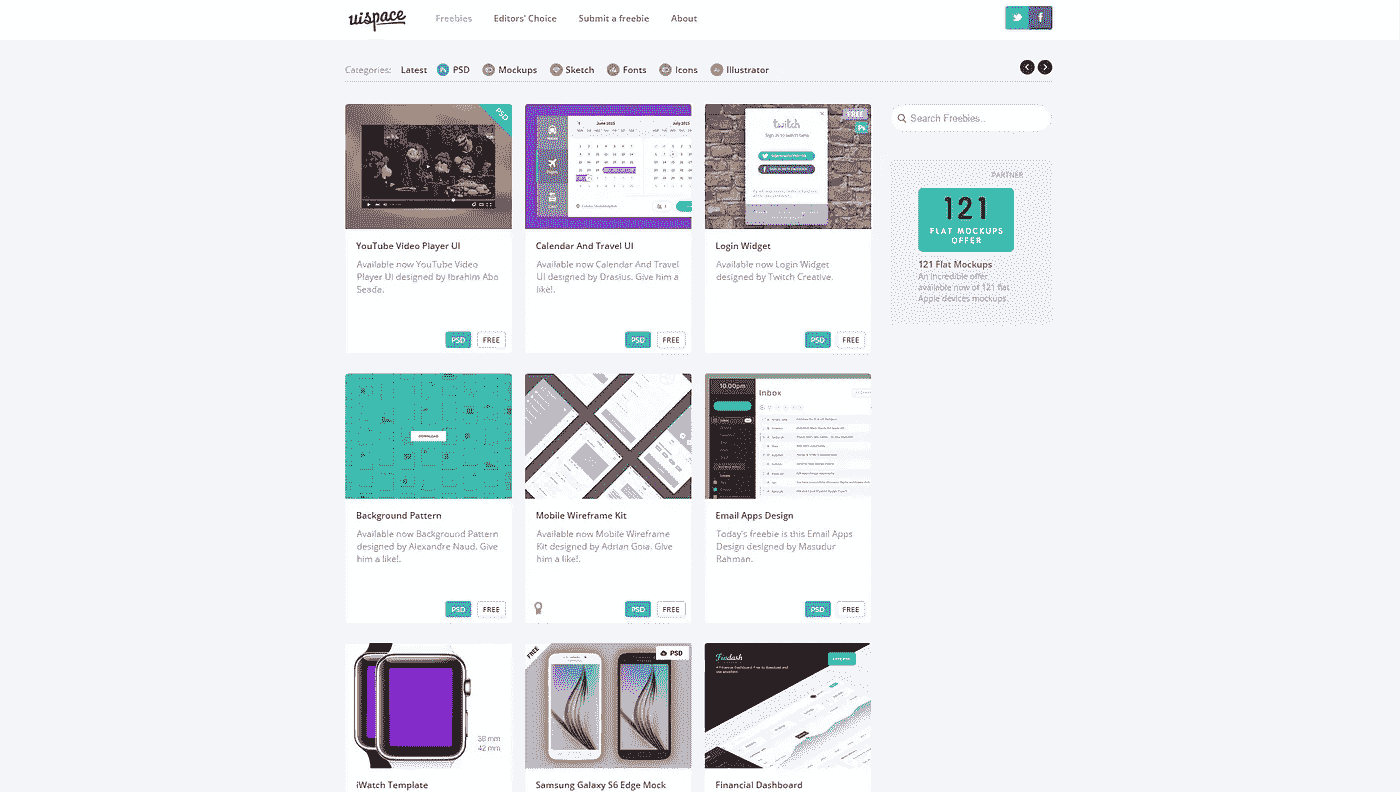 uispace
Freebies
Editors' Choice
Submit a freebie
About
Categories:
Latest
PSD
Mockups
Sketch
Fonts
Icons
Illustrator
PSD
YouTube Video Player UI
Available now YouTube Video
Player UI designed by Ibrahim Abo
Seada.
PSD
FREE
June 2015
July 2015
Calendar And Travel UI
Available now Calendar And Travel
UI designed by Drasius. Give him a
like!.
PSD
FREE
FREE
Ps
twitch
Login Widget
Available now Login Widget
designed by Twitch Creative.
PSD
FREE
Search Freebies..
PARTNER
121
FLAT MOCKUPS
OFFER
121 Flat Mockups
An incredible offer
available now of 121 flat
Apple devices mockups
DOWNLOAD
Background Pattern
Available now Background Pattern
designed by Alexandre Naud. Give
him a like!.
PSD
FREE
Mobile Wireframe Kit
Available now Mobile Wireframe
Kit designed by Adrian Goia. Give
him a like!.
PSD
FREE
10:00pm
Inbox
Email Apps Design
Today's freebie is this Email Apps
Design designed by Masudur
Rahman.
PSD
FREE
38 mm
42 mm
iWatch Template
FREE
PSD
Samsung Galaxy S6 Edge Mock
Financial Dashboard